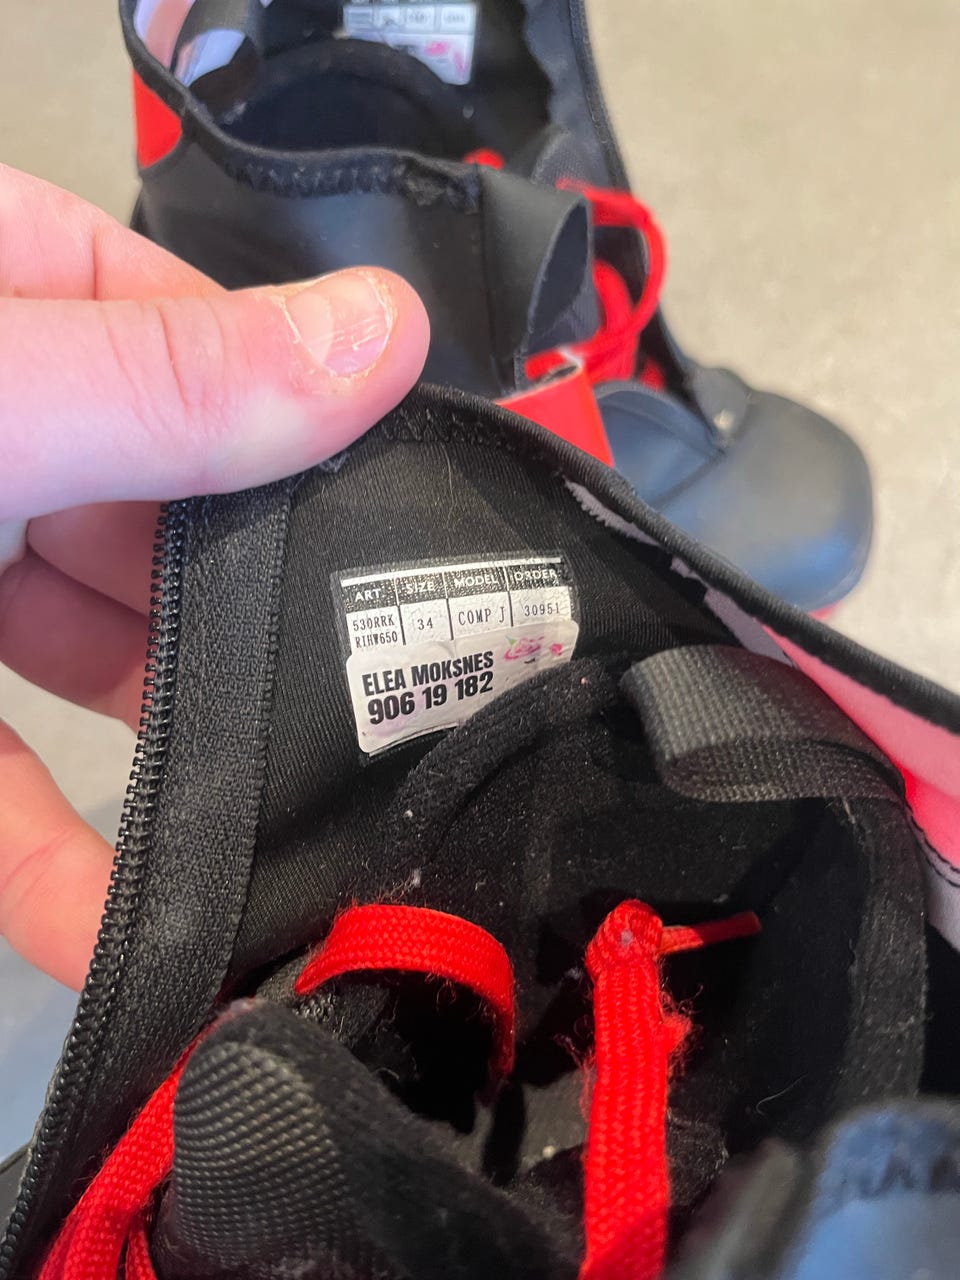 ART. SIZE MODEL ORDER
530RRK 34 COMP J 30951
RIHW650
ELEA MOKSNES
906 19 182